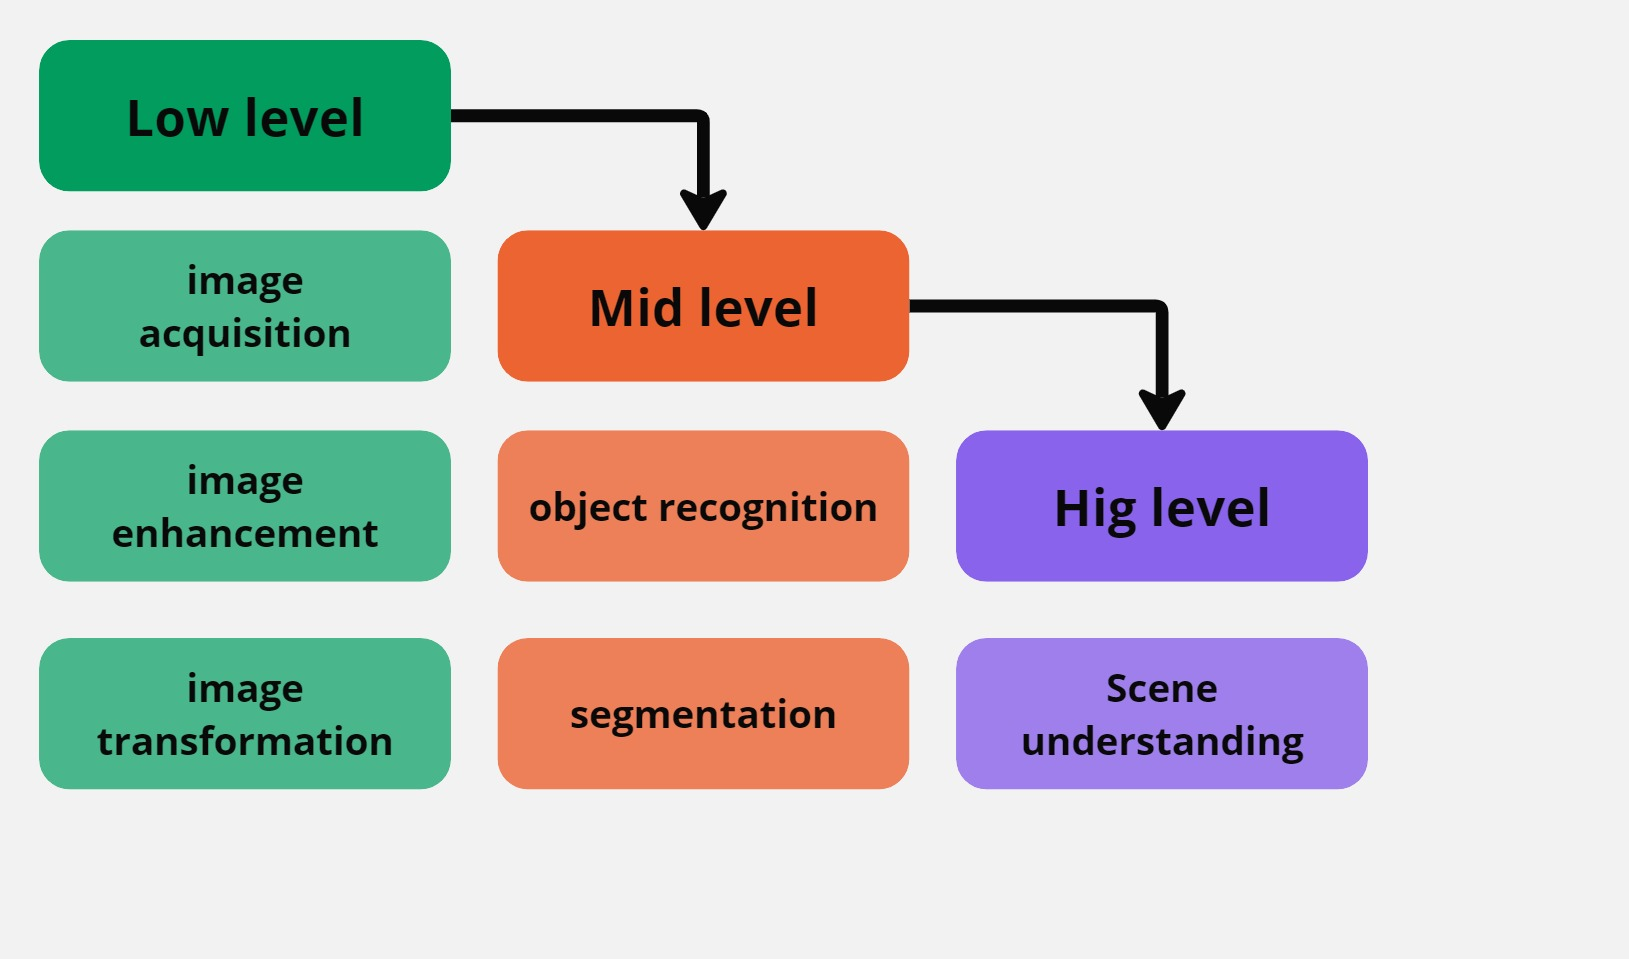 Low level
image
acquisition
image
enhancement
image
transformation
Mid level
object recognition
segmentation
Hig level
Scene
understanding